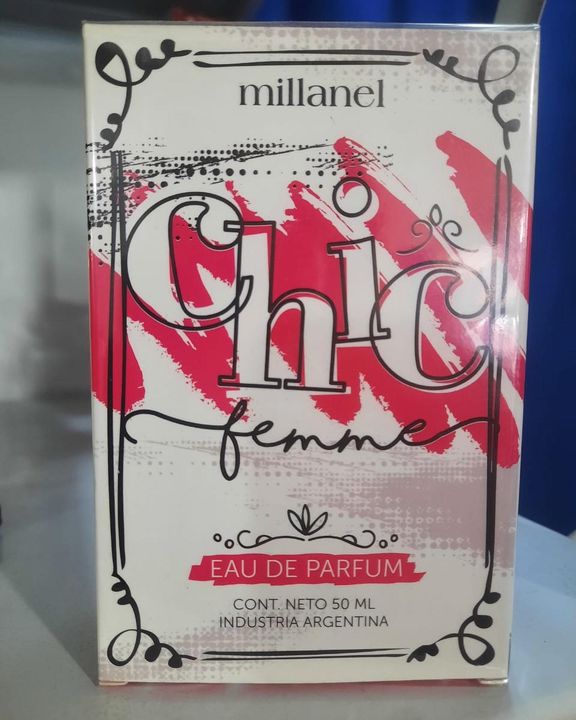 millanel
Chic
femme
EAU DE PARFUM
CONT. NETO 50 ML
INDUSTRIA ARGENTINA